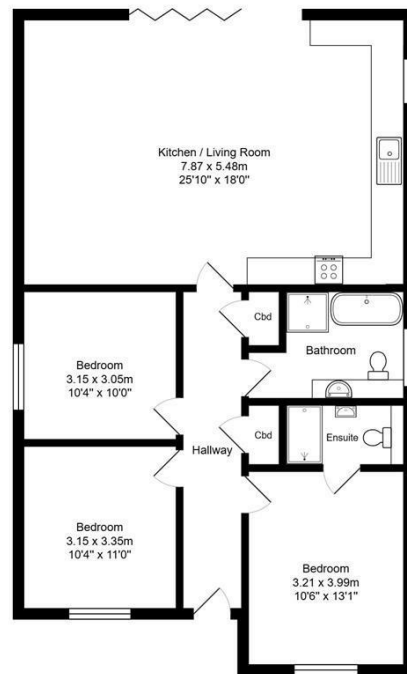 Kitchen / Living Room
7.87 x 5.48m
25'10" x 18'0"
Cbd
Bathroom
Bedroom
3.15 x 3.05m
10'4" x 10'0"
Cbd
Ensuite
Hallway
Bedroom
3.15 x 3.35m
10'4" x 11'0"
Bedroom
3.21 x 3.99m
10'6" x 13'1"